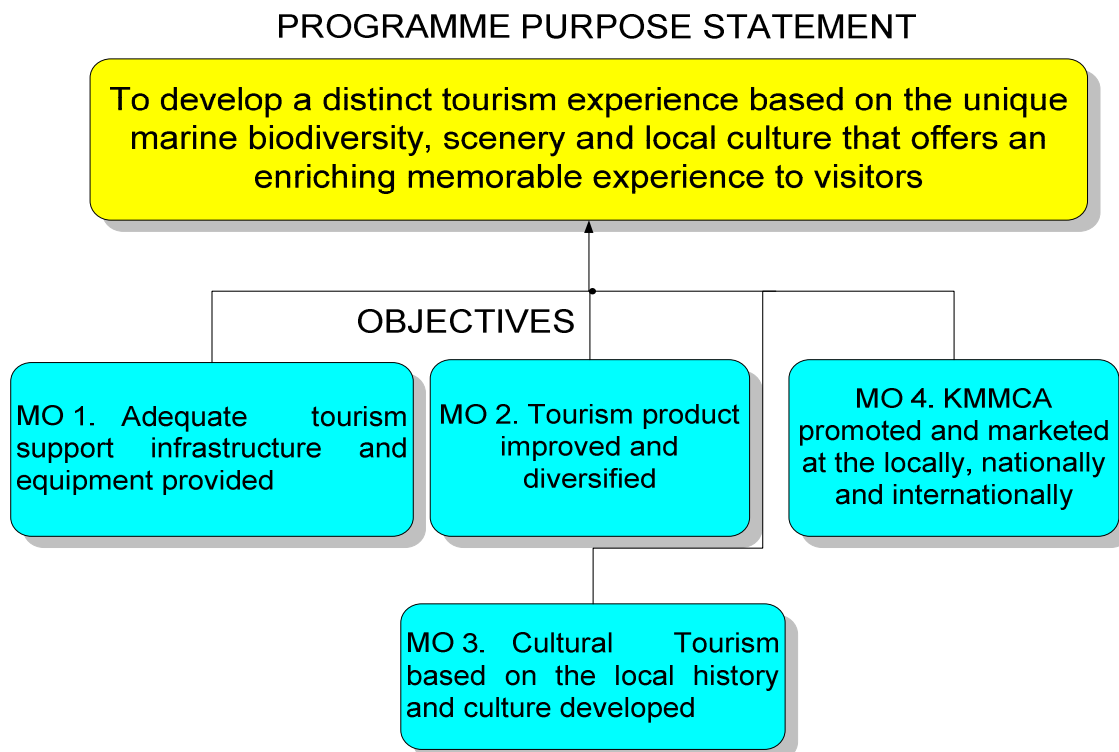 PROGRAMME PURPOSE STATEMENT
To develop a distinct tourism experience based on the unique
marine biodiversity, scenery and local culture that offers an
enriching memorable experience to visitors
OBJECTIVES
MO 1. Adequate tourism
support infrastructure and
equipment provided
MO 2. Tourism product
improved and
diversified
MO 4. KMMCA
promoted and marketed
at the locally, nationally
and internationally
MO 3. Cultural Tourism
based on the local history
and culture developed